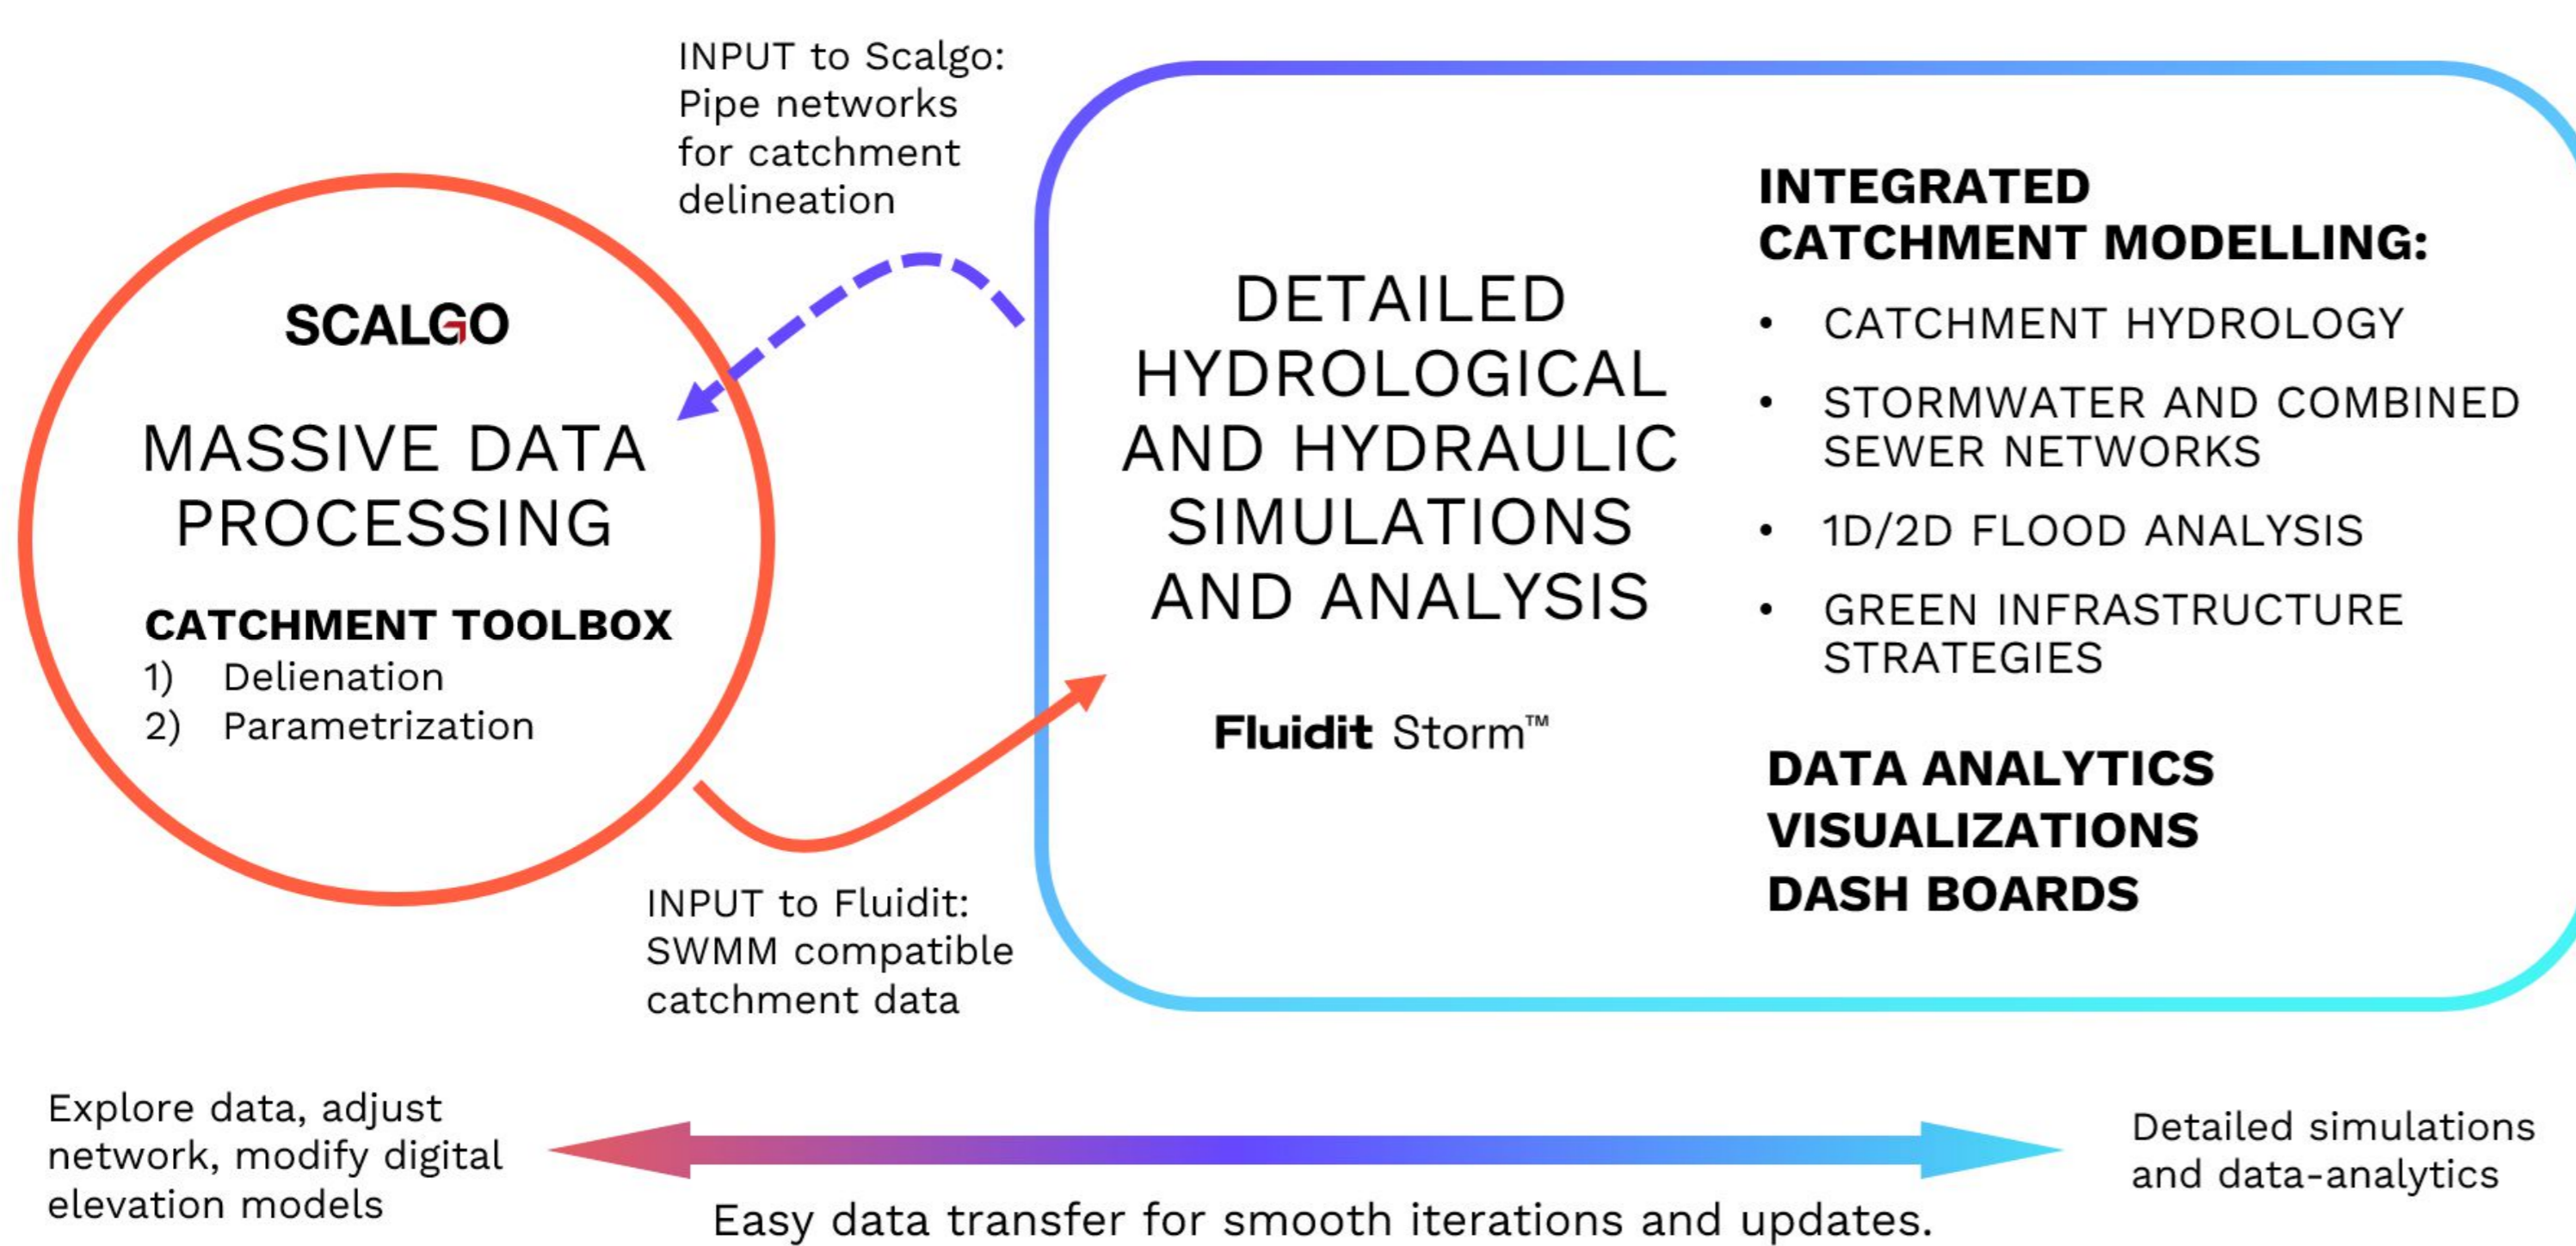 INPUT to Scalgo:
Pipe networks
for catchment
delineation
SCALGO
MASSIVE DATA
PROCESSING
CATCHMENT TOOLBOX
1) Delienation
2) Parametrization
INPUT to Fluidit:
SWMM compatible
catchment data
DETAILED
HYDROLOGICAL
AND HYDRAULIC
SIMULATIONS
AND ANALYSIS
Fluidit Storm™
INTEGRATED
CATCHMENT MODELLING:
• CATCHMENT HYDROLOGY
• STORMWATER AND COMBINED
SEWER NETWORKS
• 1D/2D FLOOD ANALYSIS
• GREEN INFRASTRUCTURE
STRATEGIES
DATA ANALYTICS
VISUALIZATIONS
DASH BOARDS
Explore data, adjust
network, modify digital
elevation models
Easy data transfer for smooth iterations and updates.
Detailed simulations
and data-analytics